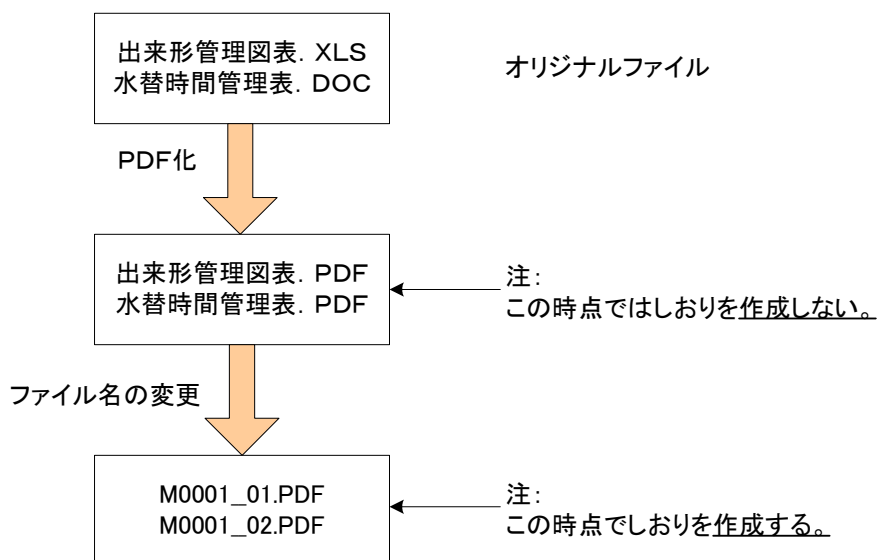 出来形管理図表．ＸＬＳ
水替時間管理表．ＤＯＣ
オリジナルファイル
ＰＤＦ化
出来形管理図表．ＰＤＦ
水替時間管理表．ＰＤＦ
注：
この時点ではしおりを作成しない。
ファイル名の変更
M0001_01.PDF
M0001_02.PDF
注：
この時点でしおりを作成する。